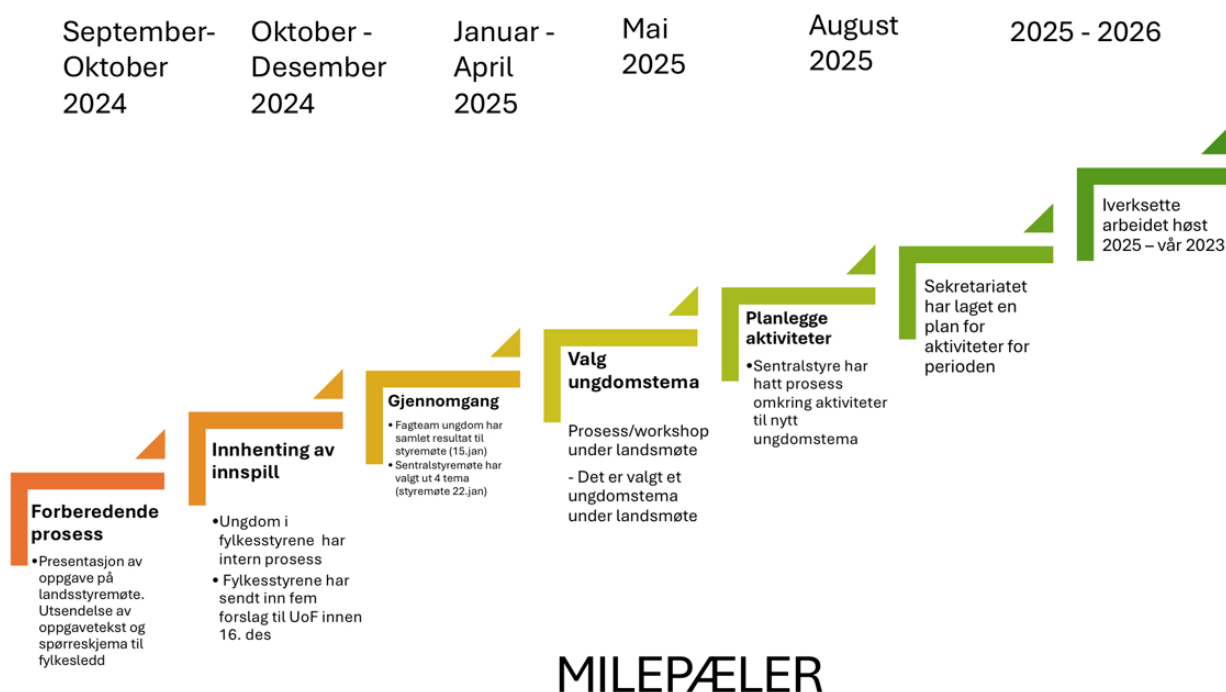 September-
Oktober
2024
Oktober -
Desember
2024
Januar -
April
2025
Mai
2025
August
2025
2025 - 2026
Forberedende
prosess
•Presentasjon av
oppgave på
landsstyremøte.
Utsendelse av
oppgavetekst og
spørreskjema til
fylkesledd
Innhenting av
innspill
•Ungdom i
fylkesstyrene har
intern prosess
• Fylkesstyrene har
sendt inn fem
forslag til UoF innen
16. des
Gjennomgang
• Fagteam ungdom har
samlet resultat til
styremøte (15.jan)
• Sentralstyremøte har
valgt ut 4 tema
(styremøte 22.jan)
Valg
ungdomstema
Prosess/workshop
under landsmøte
- Det er valgt et
ungdomstema
under landsmøte
Planlegge
aktiviteter
•Sentralstyre har
hatt prosess
omkring aktiviteter
til nytt
ungdomstema
Sekretariatet
har laget en
plan for
aktiviteter for
perioden
Iverksette
arbeidet høst
2025 – vår 2023
MILEPÆLER